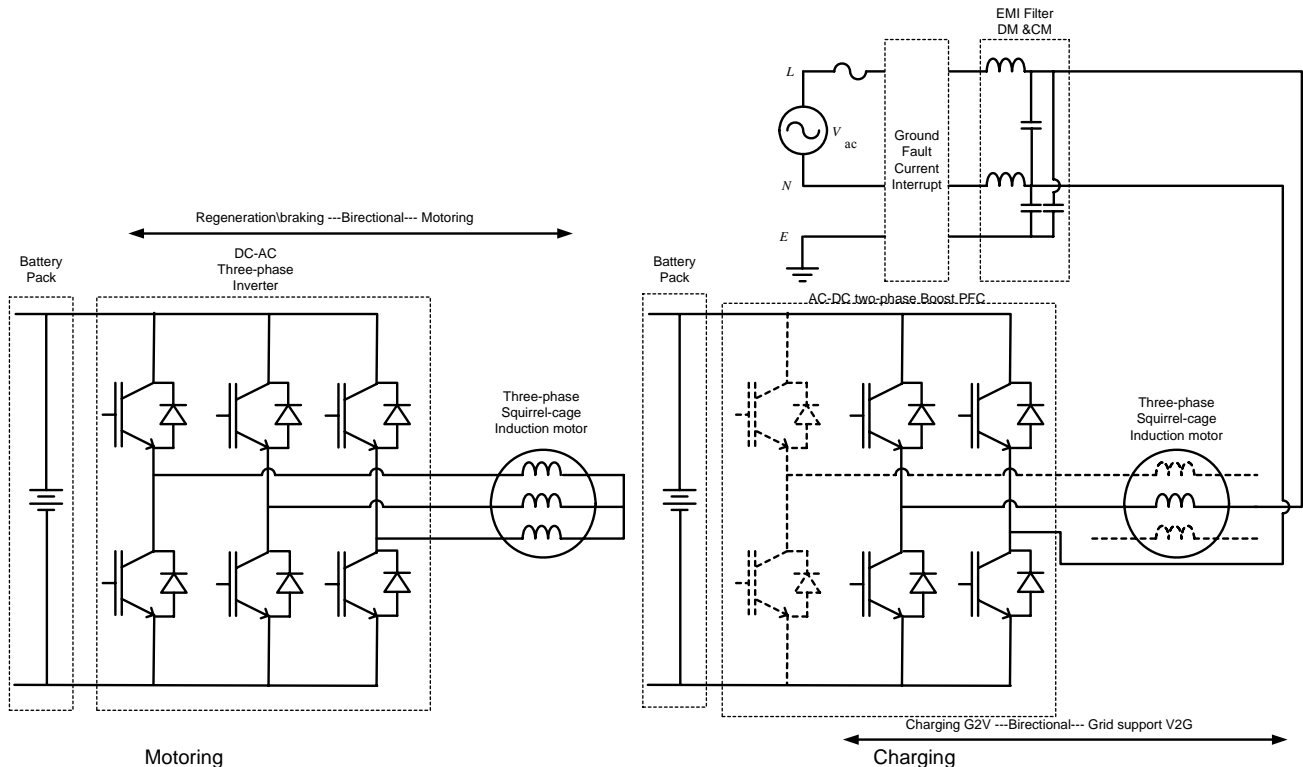 EMI Filter
DM &CM
L
V
ac
N
E
Ground
Fault
Current
Interrupt
Regeneration\braking ---Birectional--- Motoring
Battery
Pack
DC-AC
Three-phase
Inverter
Three-phase
Squirrel-cage
Induction motor
Motoring
Battery
Pack
AC-DC two-phase Boost PFC
Three-phase
Squirrel-cage
Induction motor
Charging G2V ---Birectional--- Grid support V2G
Charging